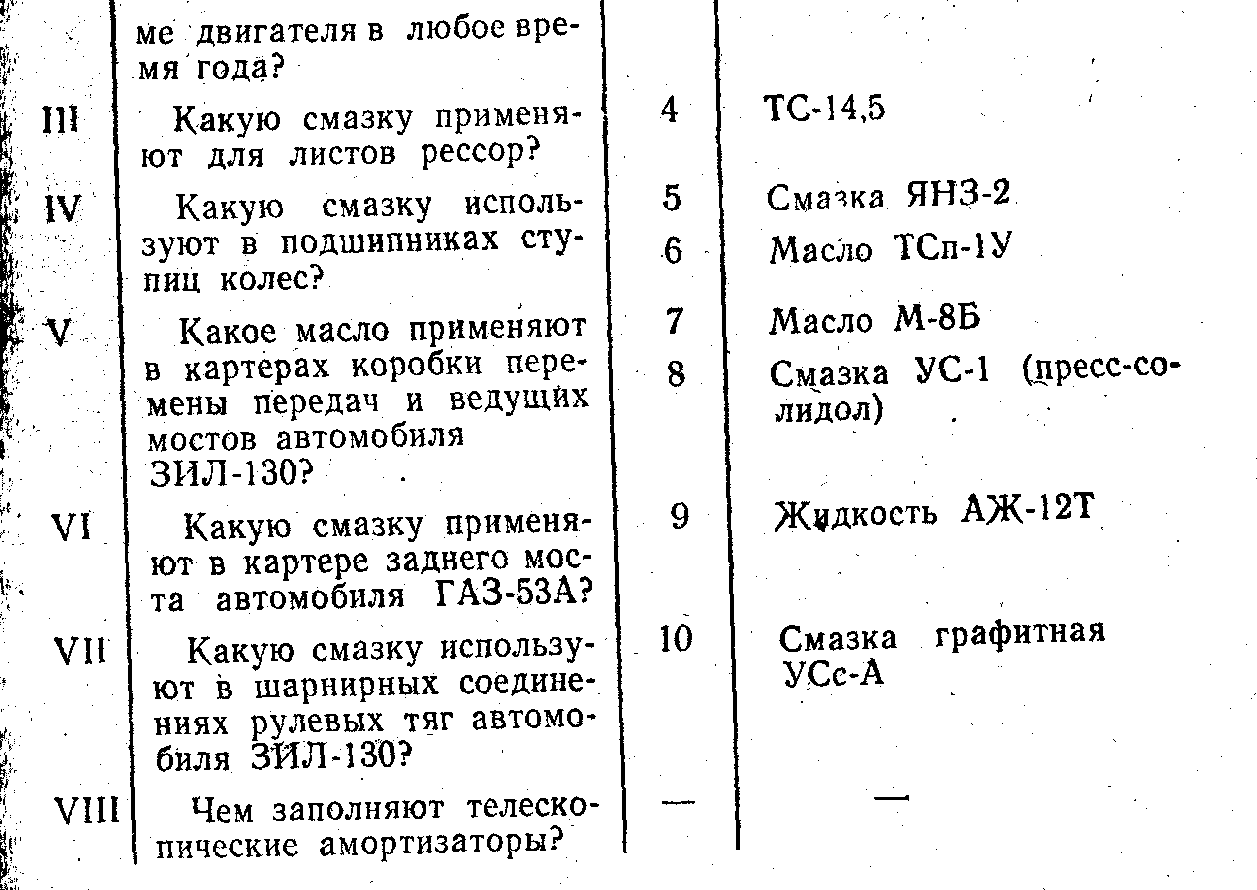 ме двигателя в любое вре-
мя года?
III Какую смазку применя-
ют для листов рессор?
IV Какую смазку исполь-
зуют в подшипниках сту-
пиц колес?
V Какое масло применяют
в картерах коробки пере-
мены передач и ведущих
мостов автомобиля
ЗИЛ-130?
VI Какую смазку применя-
ют в картере заднего мос-
та автомобиля ГАЗ-53А?
VII Какую смазку использу-
ют в шарнирных соедине-
ниях рулевых тяг автомо-
биля ЗИЛ-130?
VIII Чем заполняют телеско-
пические амортизаторы?
4 ТС-14,5
5 Смазка ЯНЗ-2
6 Масло ТСп-1У
7 Масло М-8Б
8 Смазка УС-1 (пресс-со-
лидол)
9 Жидкость АЖ-12Т
10 Смазка графитная
УСс-А
— —